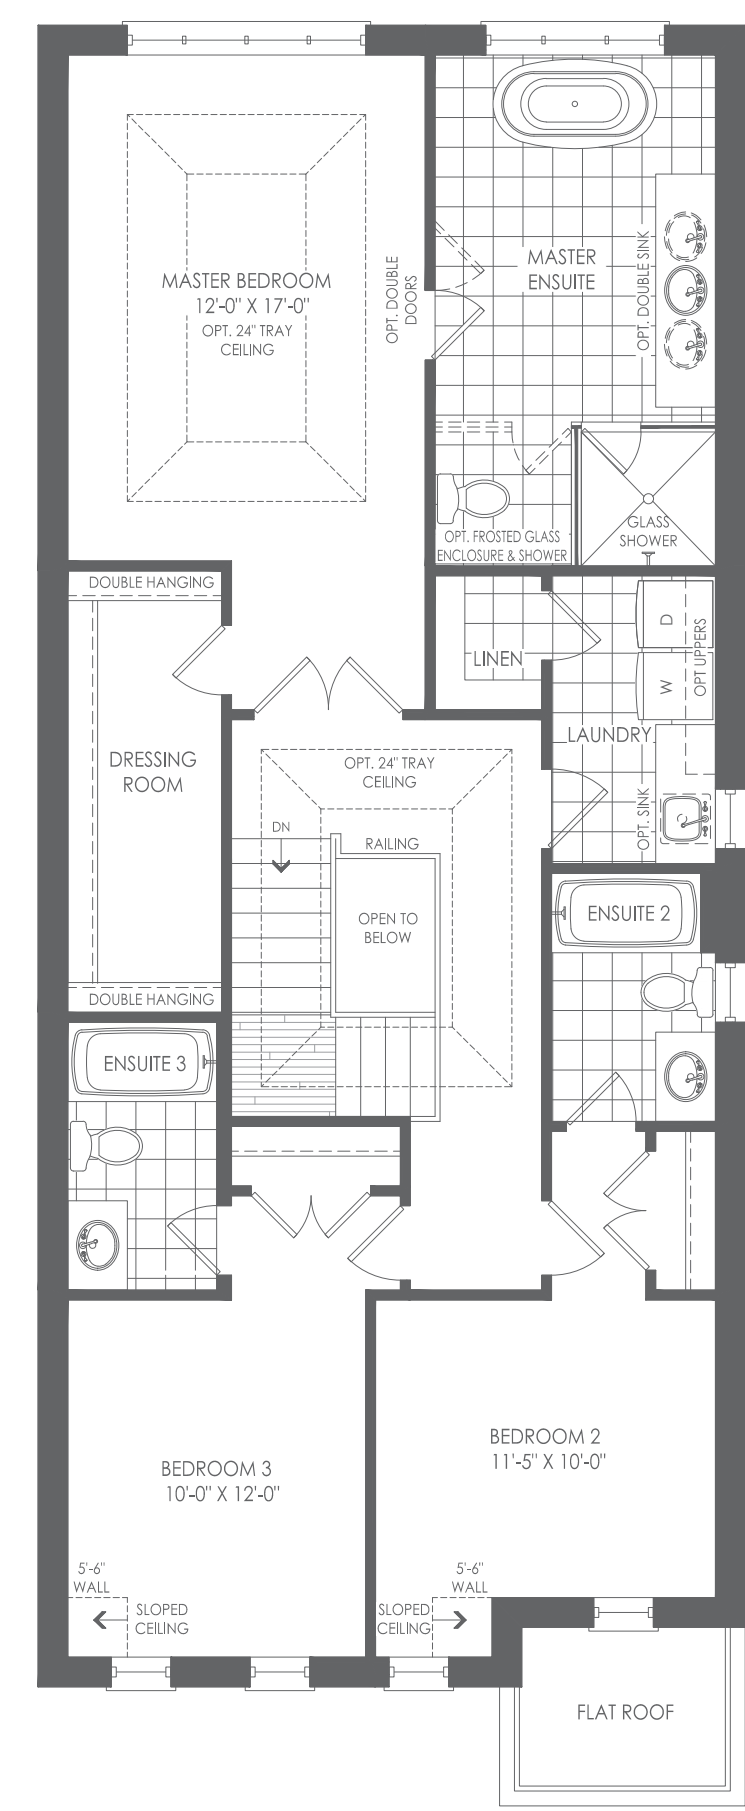 MASTER BEDROOM
12'-0" X 17'-0"
OPT. 24" TRAY
CEILING
OPT. DOUBLE
DOORS
MASTER
ENSUITE
OPT. DOUBLE SINK
OPT. FROSTED GLASS
ENCLOSURE & SHOWER
GLASS
SHOWER
DOUBLE HANGING
DRESSING
ROOM
DOUBLE HANGING
LINEN
D
W
OPT UPPERS
LAUNDRY
OPT. SINK
OPT. 24" TRAY
CEILING
DN
RAILING
OPEN TO
BELOW
ENSUITE 2
ENSUITE 3
BEDROOM 3
10'-0" X 12'-0"
BEDROOM 2
11'-5" X 10'-0"
5'-6"
WALL
SLOPED
CEILING
5'-6"
WALL
SLOPED
CEILING
FLAT ROOF